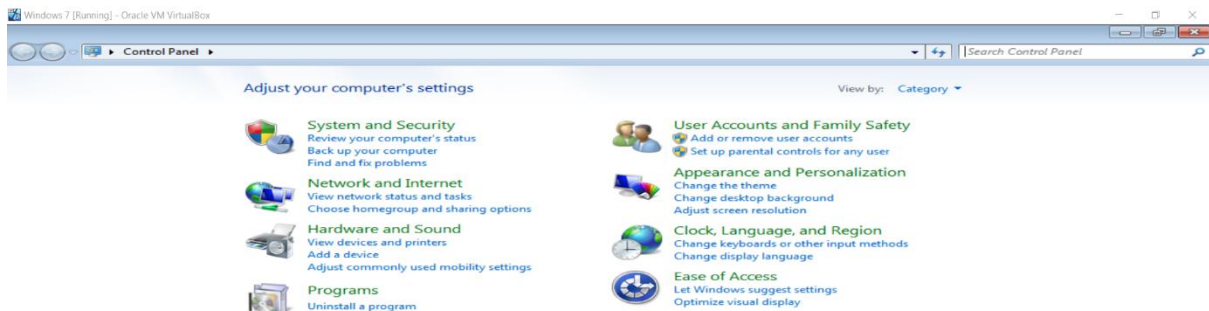 Windows 7 [Running] - Oracle VM VirtualBox
Control Panel
Search Control Panel
Adjust your computer's settings
View by: Category
System and Security
Review your computer's status
Back up your computer
Find and fix problems
Network and Internet
View network status and tasks
Choose homegroup and sharing options
Hardware and Sound
View devices and printers
Add a device
Adjust commonly used mobility settings
Programs
Uninstall a program
User Accounts and Family Safety
Add or remove user accounts
Set up parental controls for any user
Appearance and Personalization
Change the theme
Change desktop background
Adjust screen resolution
Clock, Language, and Region
Change keyboards or other input methods
Change display language
Ease of Access
Let Windows suggest settings
Optimize visual display